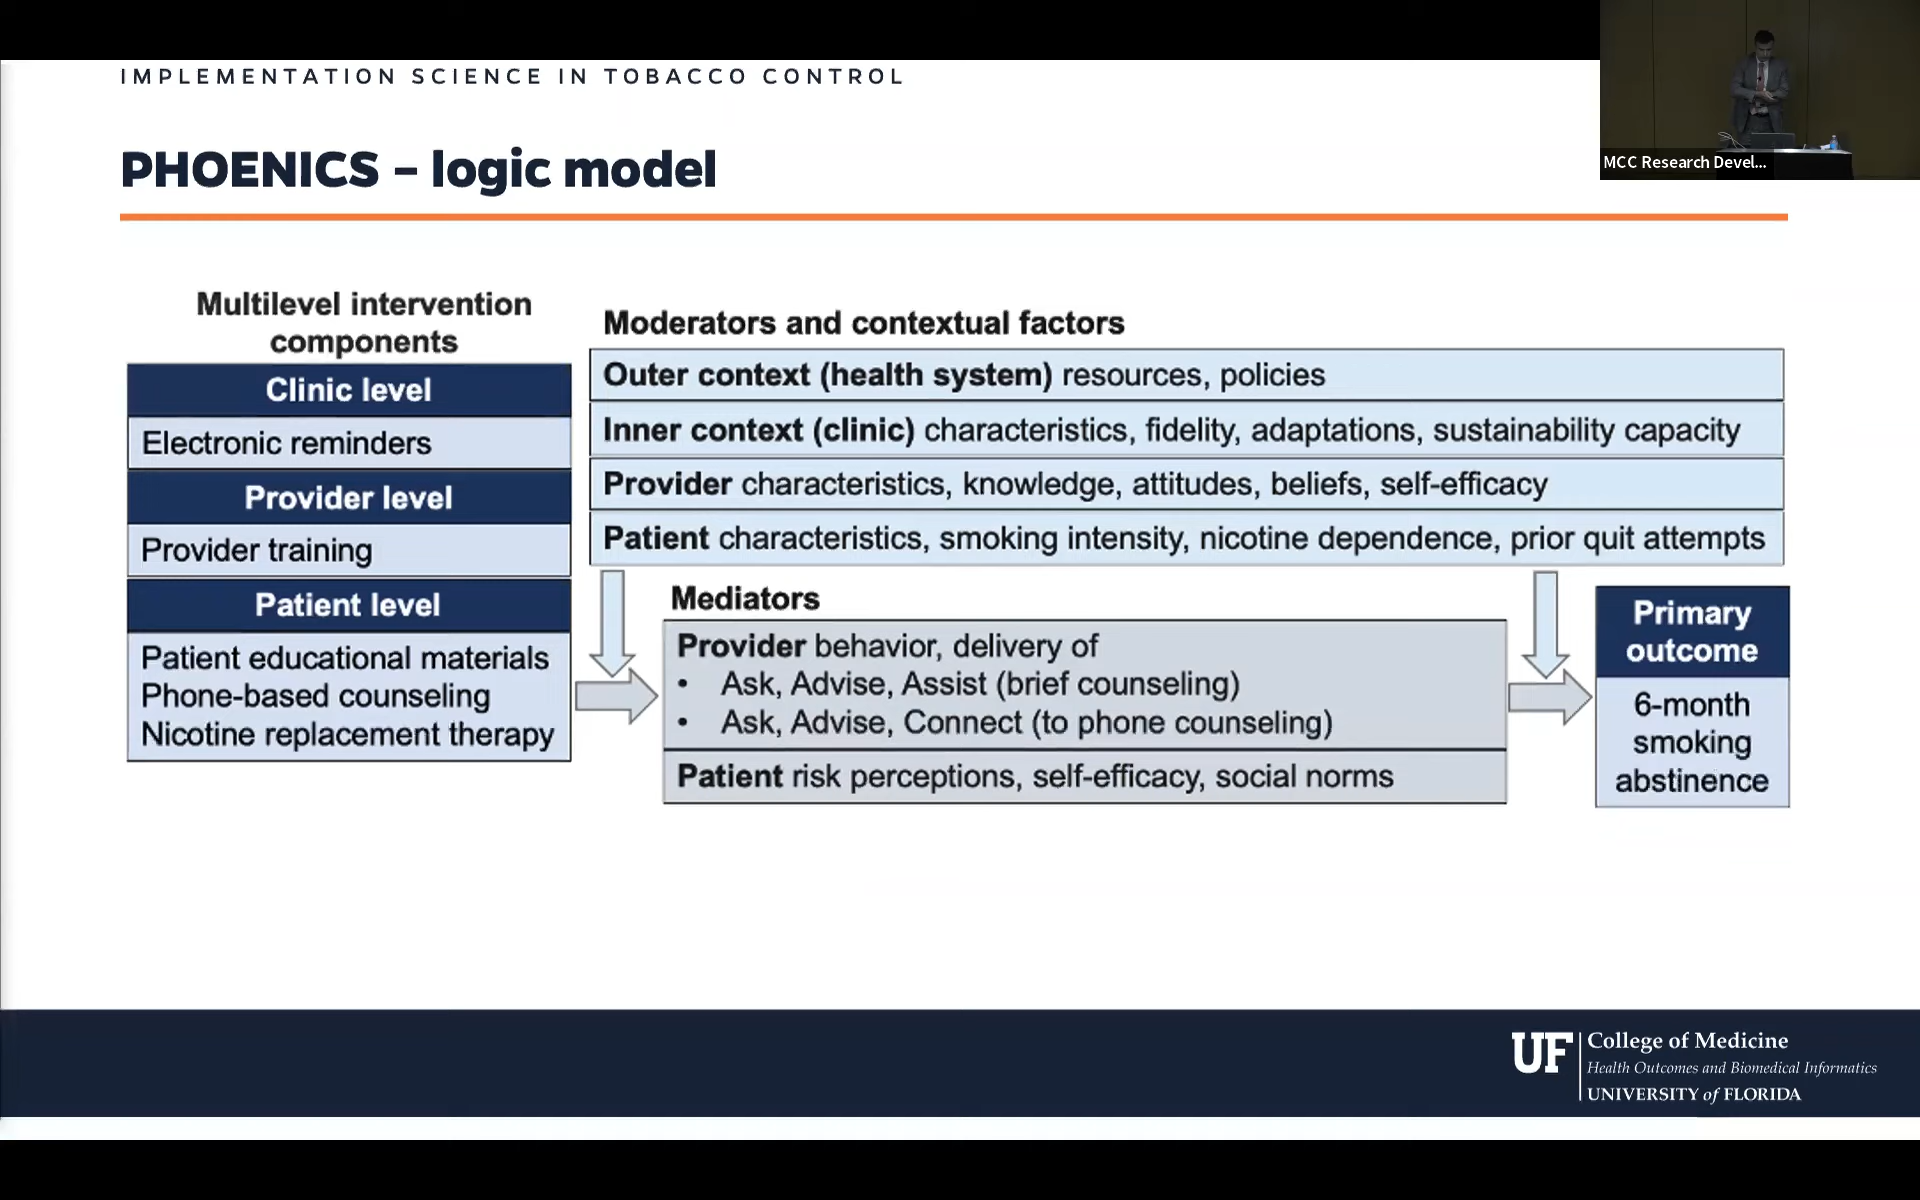 IMPLEMENTATION SCIENCE IN TOBACCO CONTROL
MCC Research Devel...
PHOENICS – logic model
Multilevel intervention
components
Clinic level
Electronic reminders
Provider level
Provider training
Patient level
Patient educational materials
Phone-based counseling
Nicotine replacement therapy
Moderators and contextual factors
Outer context (health system) resources, policies
Inner context (clinic) characteristics, fidelity, adaptations, sustainability capacity
Provider characteristics, knowledge, attitudes, beliefs, self-efficacy
Patient characteristics, smoking intensity, nicotine dependence, prior quit attempts
Mediators
Provider behavior, delivery of
• Ask, Advise, Assist (brief counseling)
• Ask, Advise, Connect (to phone counseling)
Patient risk perceptions, self-efficacy, social norms
Primary
outcome
6-month
smoking
abstinence
UF
College of Medicine
Health Outcomes and Biomedical Informatics
UNIVERSITY of FLORIDA